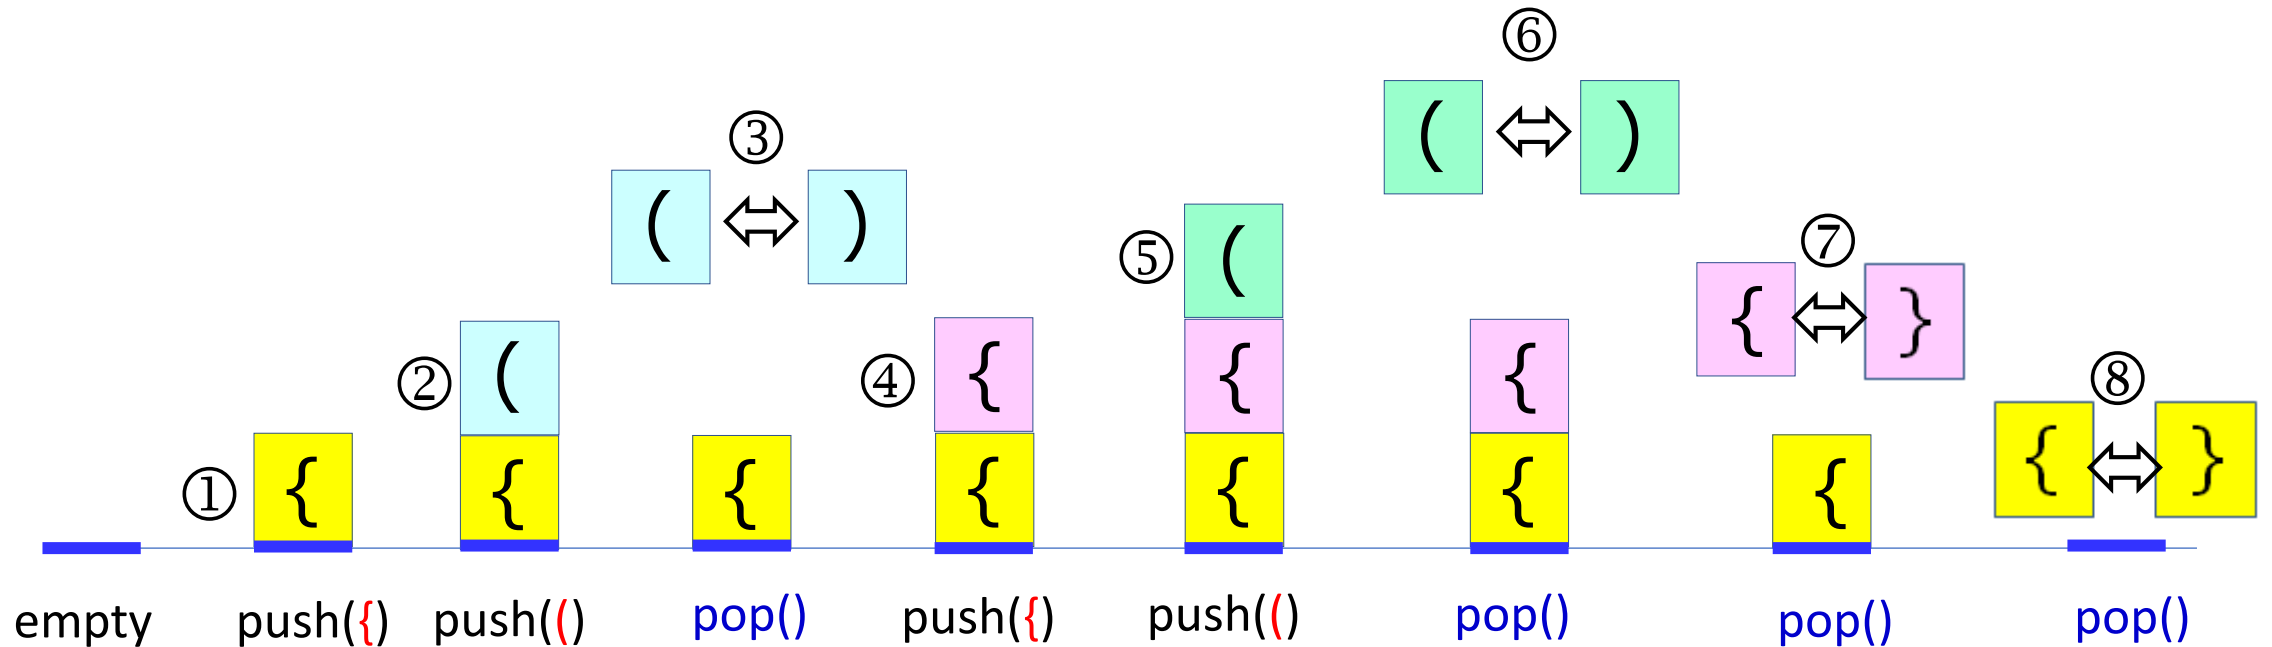 ⑥
( )
③
( ) ⑤ ( ⑦
{ }
② ( ④ { { { ⑧
{ }
① { { { { { { {
empty push({) push(() pop() push({) push(() pop() pop() pop()